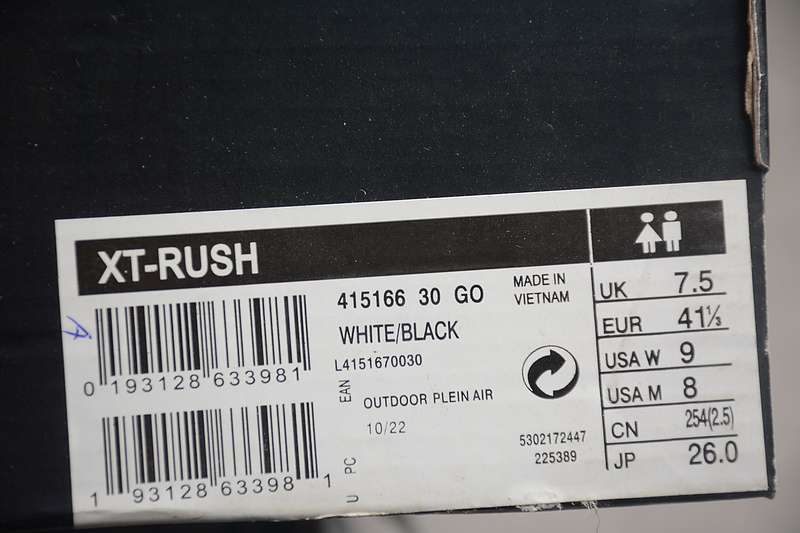 XT-RUSH
415166 30 GO
MADE IN
VIETNAM
WHITE/BLACK
L4151670030
0 193128 633981
EAN
OUTDOOR PLEIN AIR
10/22
5302172447
225389
1 93128 63398 1
U PC
UK 7.5
EUR 41⅓
USA W 9
USA M 8
CN 254(2.5)
JP 26.0
A